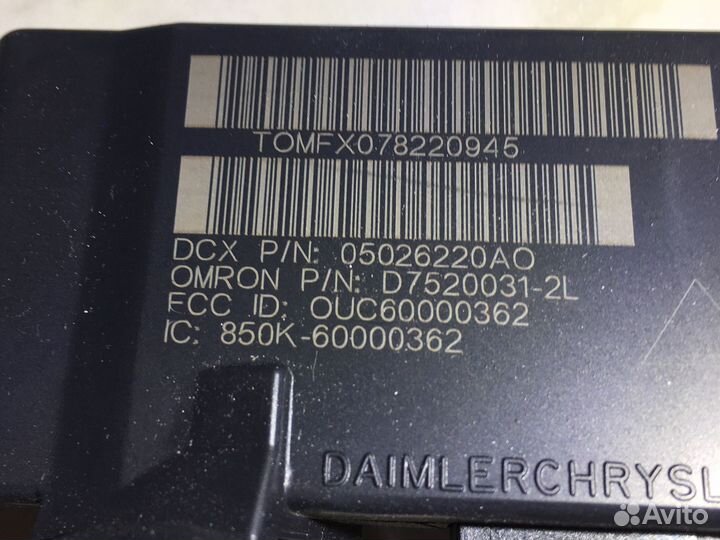 TOMFX078220945
DCX P/N: 05026220AO
OMRON P/N: D7520031-2L
FCC ID: OUC60000362
IC: 850K-60000362
DAIMLERCHRYSL
Avito